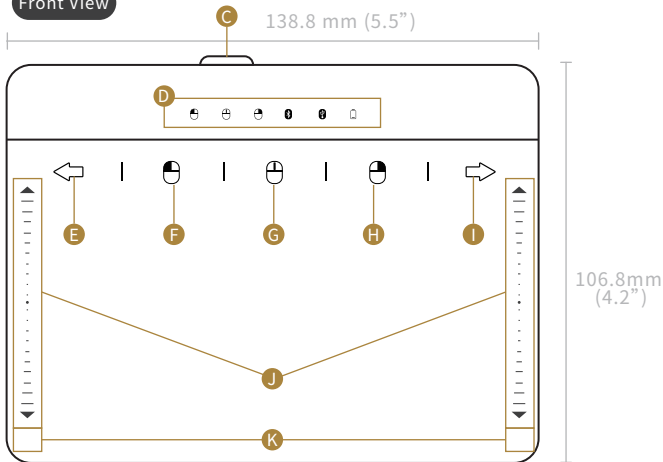 Front View
C
138.8 mm (5.5”)
D
E
F
G
H
I
106.8mm
(4.2”)
J
K